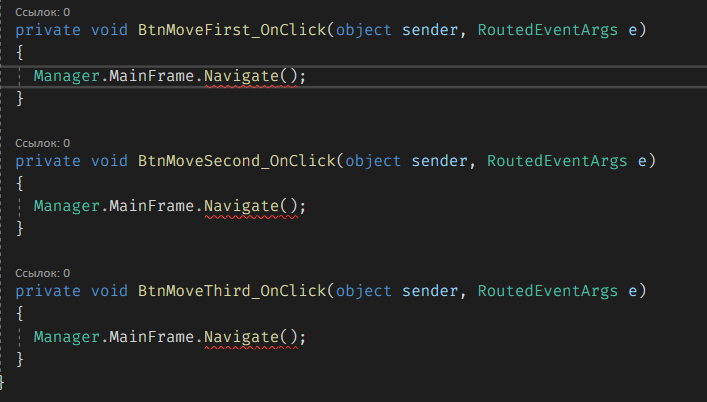 Ссылок: 0
private void BtnMoveFirst_OnClick(object sender, RoutedEventArgs e)
{
Manager.MainFrame.Navigate();
}
Ссылок: 0
private void BtnMoveSecond_OnClick(object sender, RoutedEventArgs e)
{
Manager.MainFrame.Navigate();
}
Ссылок: 0
private void BtnMoveThird_OnClick(object sender, RoutedEventArgs e)
{
Manager.MainFrame.Navigate();
}
}